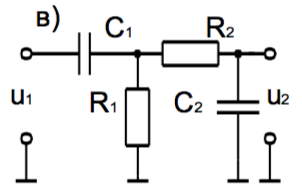 в) C₁ R₂
u₁ R₁ C₂ u₂